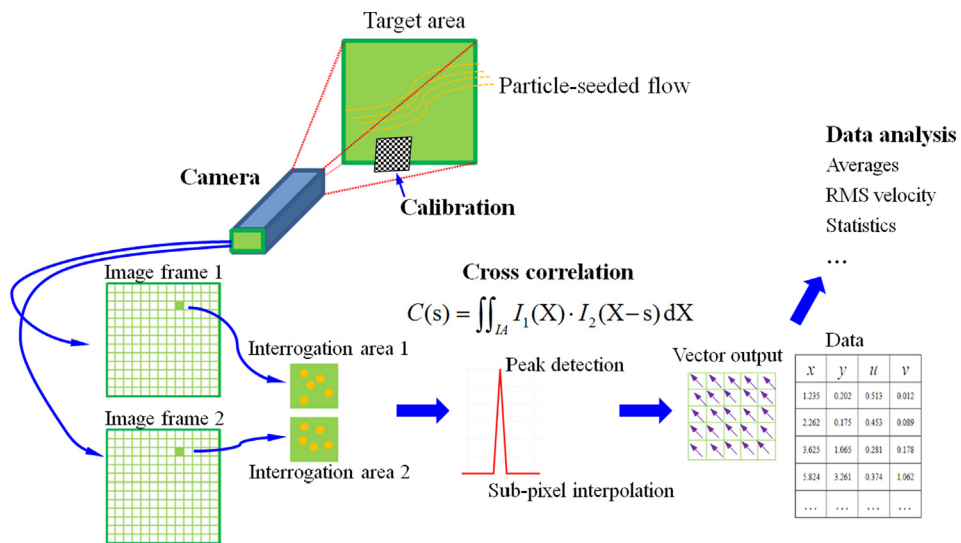 Target area
Particle-seeded flow
Camera
Calibration
Data analysis
Averages
RMS velocity
Statistics
...
Image frame 1
Interrogation area 1
Image frame 2
Interrogation area 2
Cross correlation
C(s) = ∬_{IA} I₁(X) · I₂(X−s) dX
Peak detection
Sub-pixel interpolation
Vector output
Data
x y u v
1.235 0.202 0.513 0.012
2.262 0.175 0.453 0.089
3.625 1.065 0.281 0.178
5.824 3.261 0.374 1.062
... ... ... ...